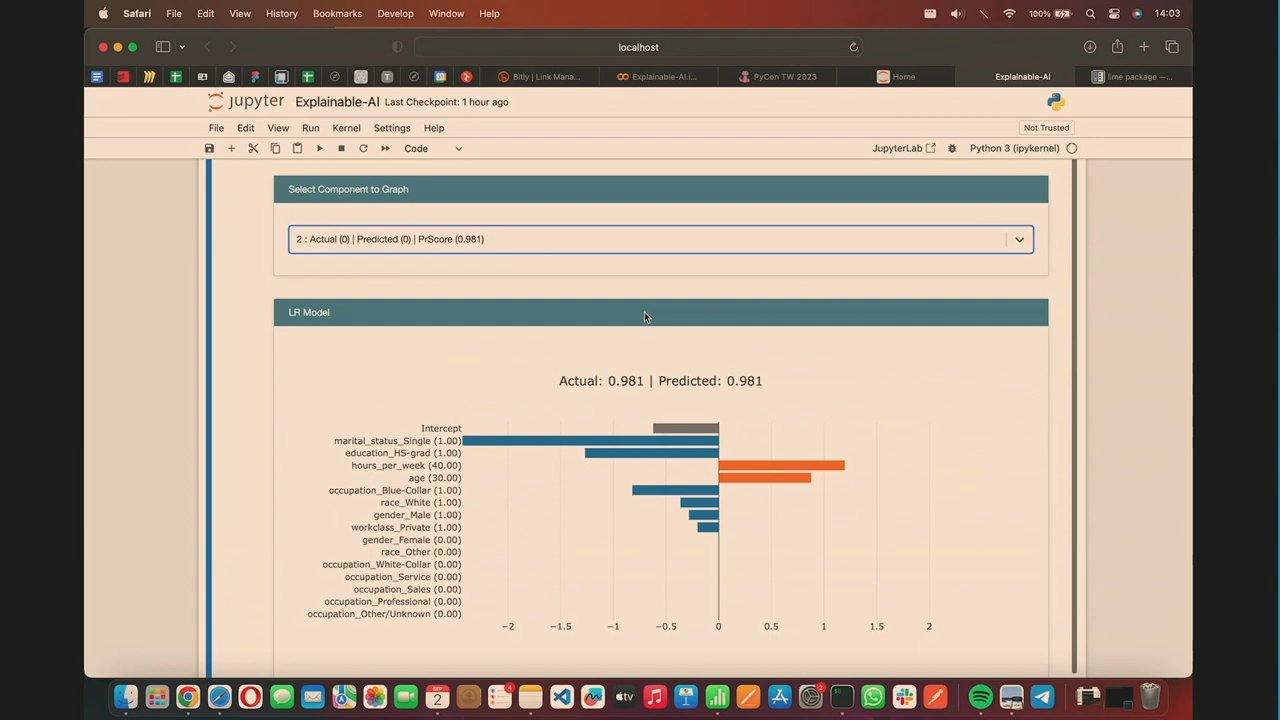 Safari File Edit View History Bookmarks Develop Window Help 100% 14:03
localhost
Bitly | Link Mana... Explainable-AI.i... PyCon TW 2023 Home Explainable-AI lime package —...
jupyter Explainable-AI Last Checkpoint: 1 hour ago
File Edit View Run Kernel Settings Help Not Trusted
Code JupyterLab Python 3 (ipykernel)
Select Component to Graph
2 : Actual (0) | Predicted (0) | PrScore (0.981)
LR Model
Actual: 0.981 | Predicted: 0.981
Intercept
marital_status_Single (1.00)
education_HS-grad (1.00)
hours_per_week (40.00)
age (30.00)
occupation_Blue-Collar (1.00)
race_White (1.00)
gender_Male (1.00)
workclass_Private (1.00)
gender_Female (0.00)
race_Other (0.00)
occupation_White-Collar (0.00)
occupation_Service (0.00)
occupation_Sales (0.00)
occupation_Professional (0.00)
occupation_Other/Unknown (0.00)
−2 −1.5 −1 −0.5 0 0.5 1 1.5 2
SEP
2
tv